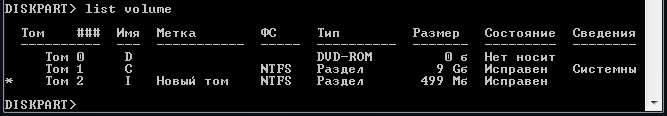 DISKPART> list volume
Том ### Имя Метка ФС Тип Размер Состояние Сведения
---------- --- ----------- ----- ---------- ------- --------- --------
Том 0 D DVD-ROM 0 б Нет носит
Том 1 C NTFS Раздел 9 Gб Исправен Системны
* Том 2 I Новый том NTFS Раздел 499 Мб Исправен
DISKPART>